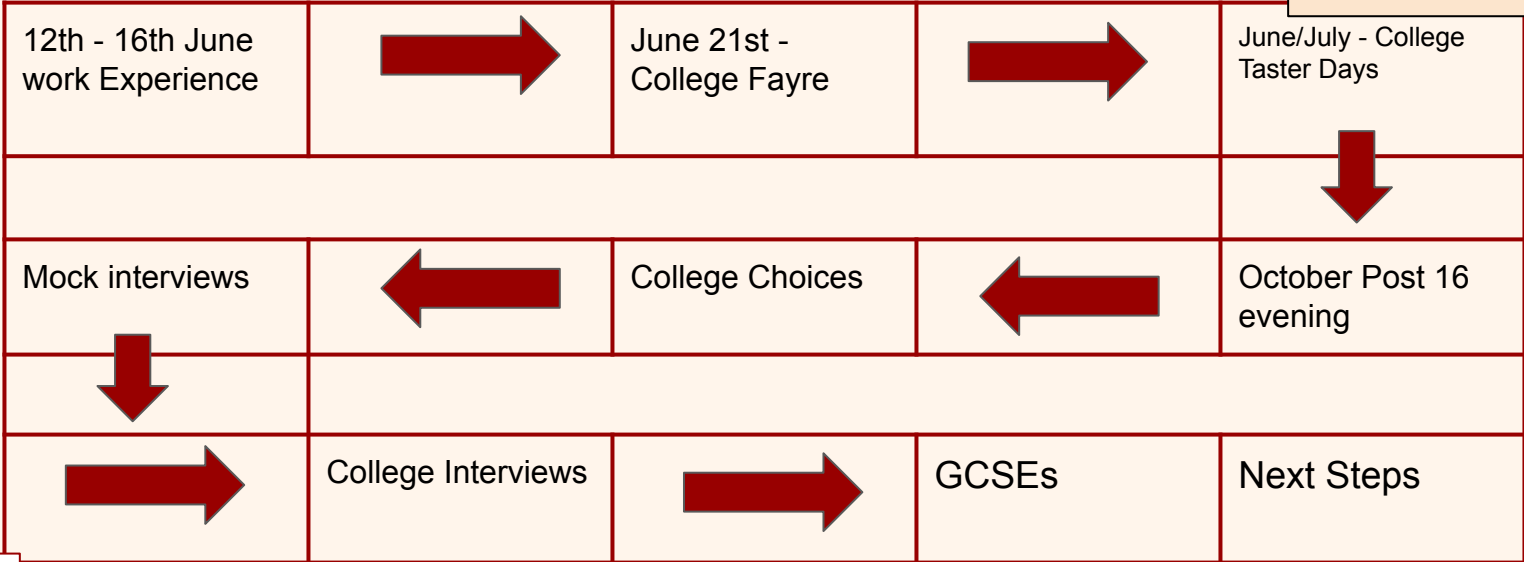 12th - 16th June
work Experience
June 21st -
College Fayre
June/July - College
Taster Days
Mock interviews
College Choices
October Post 16
evening
College Interviews
GCSEs
Next Steps